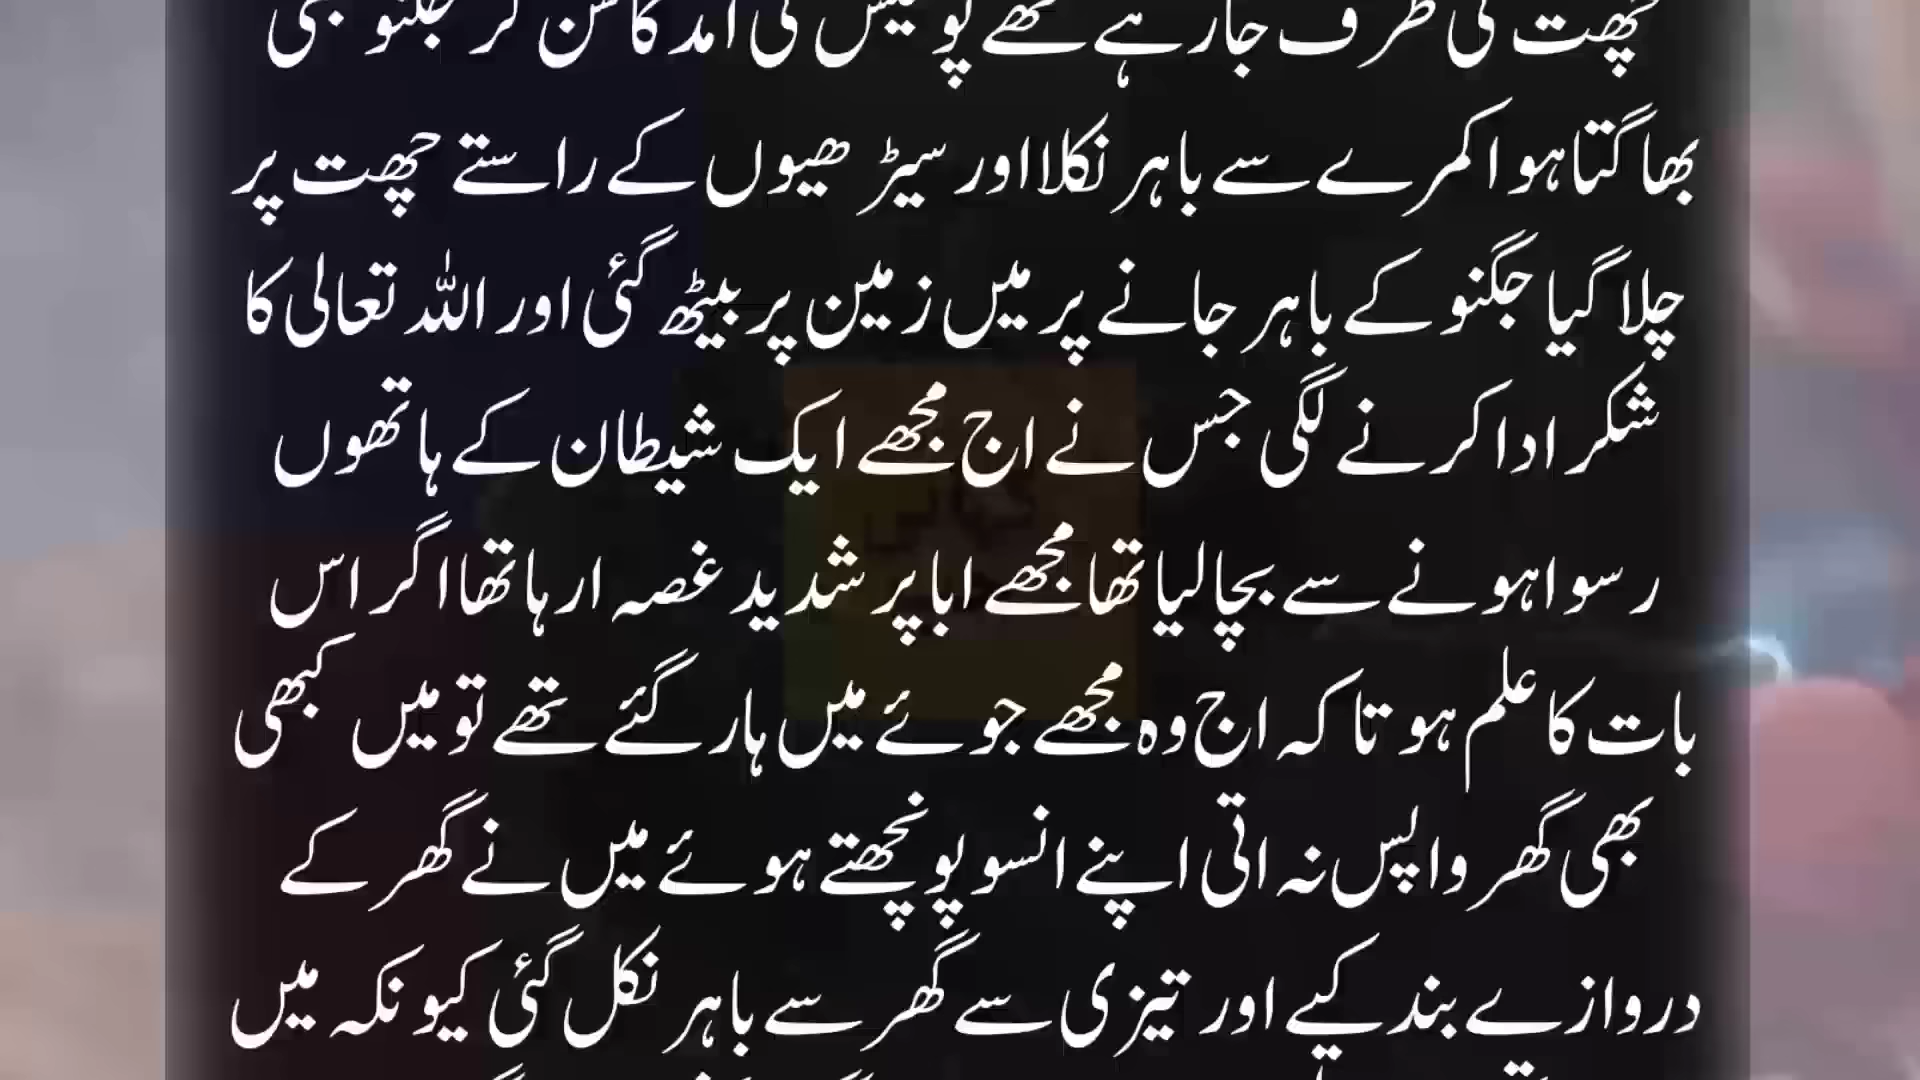 چھت کی طرف جارہے تھے پولیس کی امد کا سن کر جگنو بھی
بھاگتا ہوا کمرے سے باہر نکلا اور سیڑھیوں کے راستے چھت پر
چلا گیا جگنو کے باہر جانے پر میں زمین پر بیٹھ گئی اور اللہ تعالی کا
شکر ادا کرنے لگی جس نے اج مجھے ایک شیطان کے ہاتھوں
رسوا ہونے سے بچا لیا تھا مجھے ابا پر شدید غصہ ارہا تھا اگر اس
بات کا علم ہوتا کہ اج وہ مجھے جوئے میں ہار گئے تھے تو میں کبھی
بھی گھر واپس نہ اتی اپنے انسو پونچھتے ہوئے میں نے گھر کے
دروازے بند کیے اور تیزی سے گھر سے باہر نکل گئی کیونکہ میں